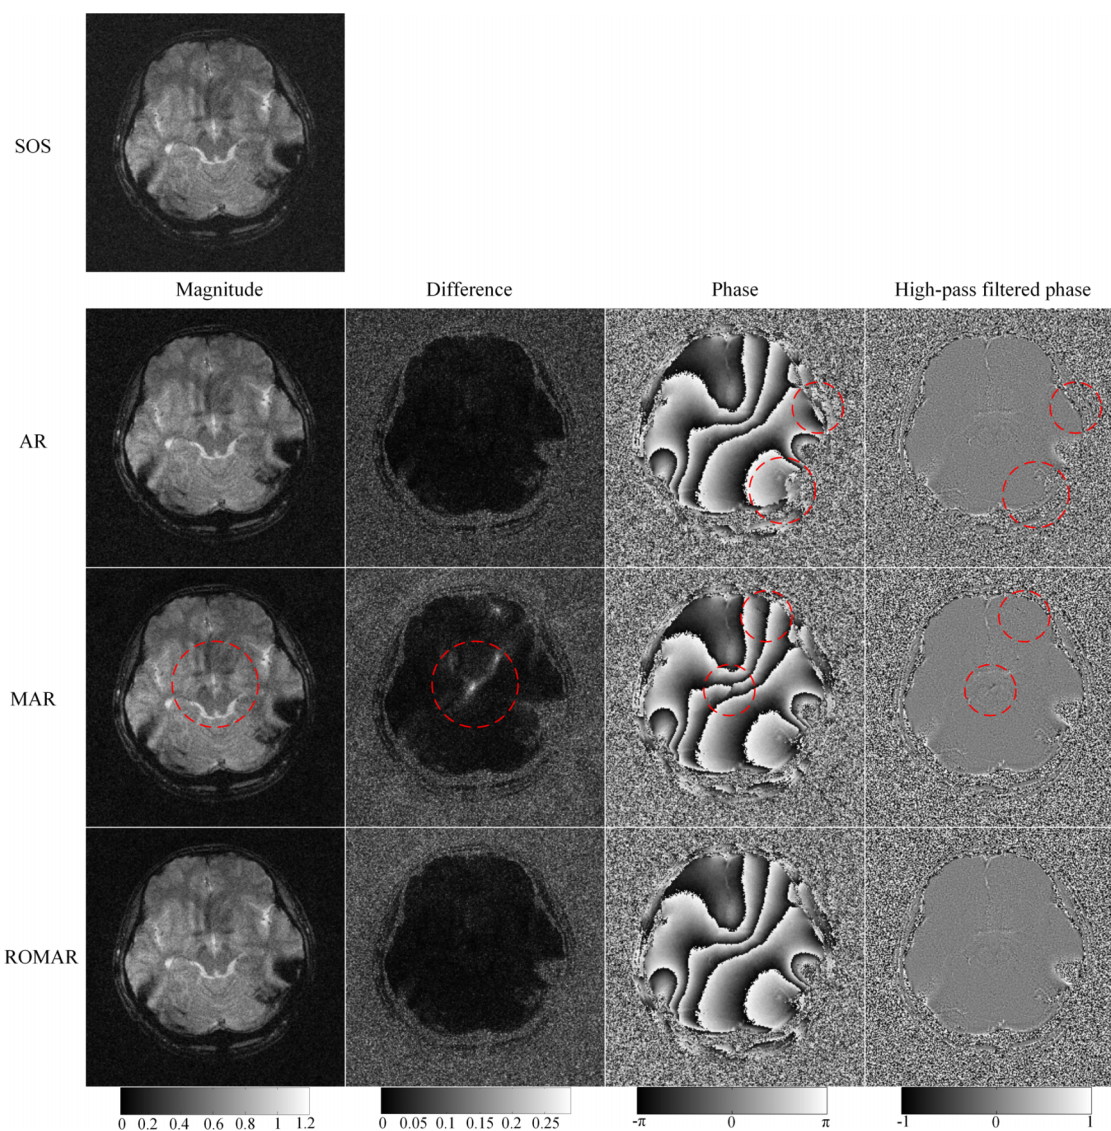 SOS
Magnitude Difference Phase High-pass filtered phase
AR
MAR
ROMAR
0 0.2 0.4 0.6 0.8 1 1.2 0 0.05 0.1 0.15 0.2 0.25 -π 0 π -1 0 1